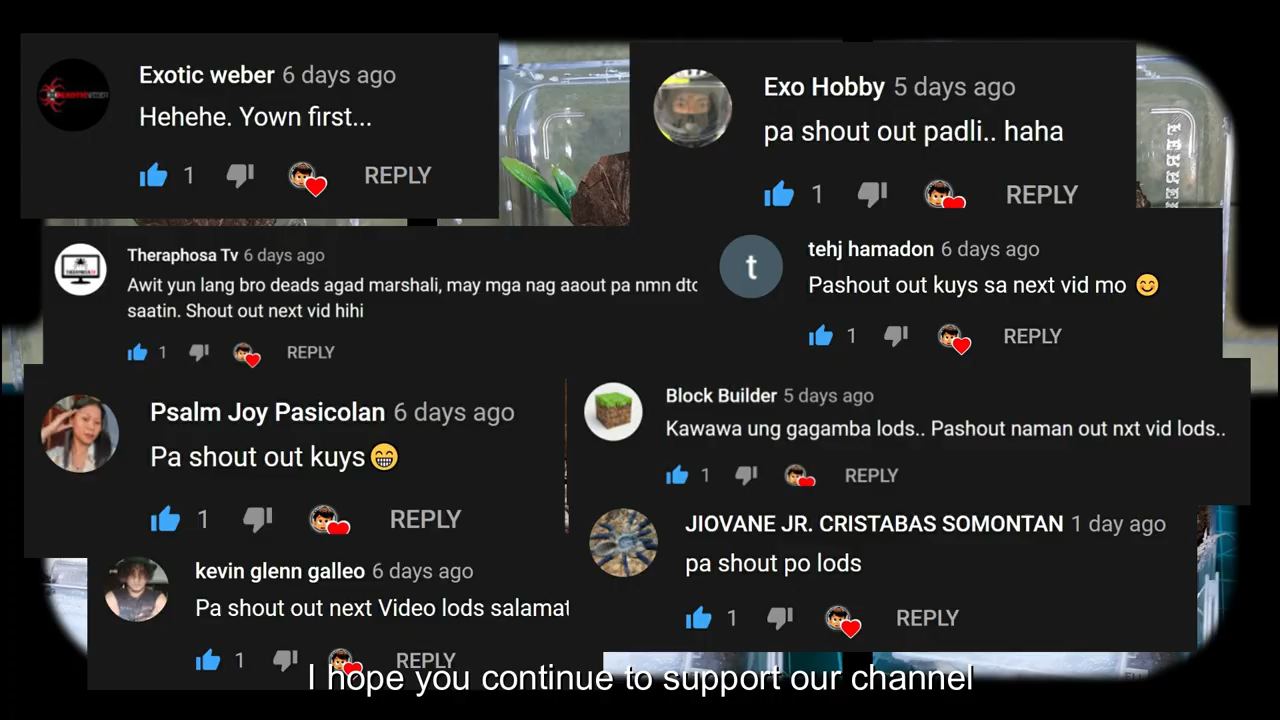 Exotic weber 6 days ago
Hehehe. Yown first...
1 REPLY
Exo Hobby 5 days ago
pa shout out padli.. haha
1 REPLY
Theraphosa Tv 6 days ago
Awit yun lang bro deads agad marshali, may mga nag aaout pa nmn dtc
saatin. Shout out next vid hihi
1 REPLY
t
tehj hamadon 6 days ago
Pashout out kuys sa next vid mo 😊
1 REPLY
Psalm Joy Pasicolan 6 days ago
Pa shout out kuys😁
1 REPLY
Block Builder 5 days ago
Kawawa ung gagamba lods.. Pashout naman out nxt vid lods..
1 REPLY
kevin glenn galleo 6 days ago
Pa shout out next Video lods salamat
1 REPLY
JIOVANE JR. CRISTABAS SOMONTAN 1 day ago
pa shout po lods
1 REPLY
I hope you continue to support our channel